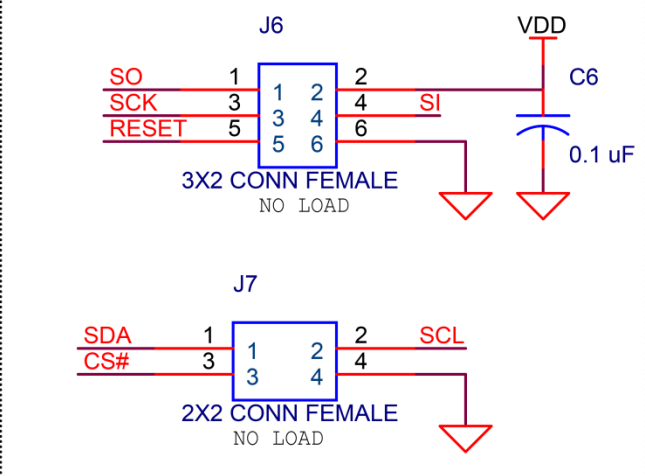 J6
VDD
SO 1 1 2 2
C6
SCK 3 3 4 4 SI
RESET 5 5 6 6
0.1 uF
3X2 CONN FEMALE
NO LOAD
J7
SDA 1 1 2 2 SCL
CS# 3 3 4 4
2X2 CONN FEMALE
NO LOAD